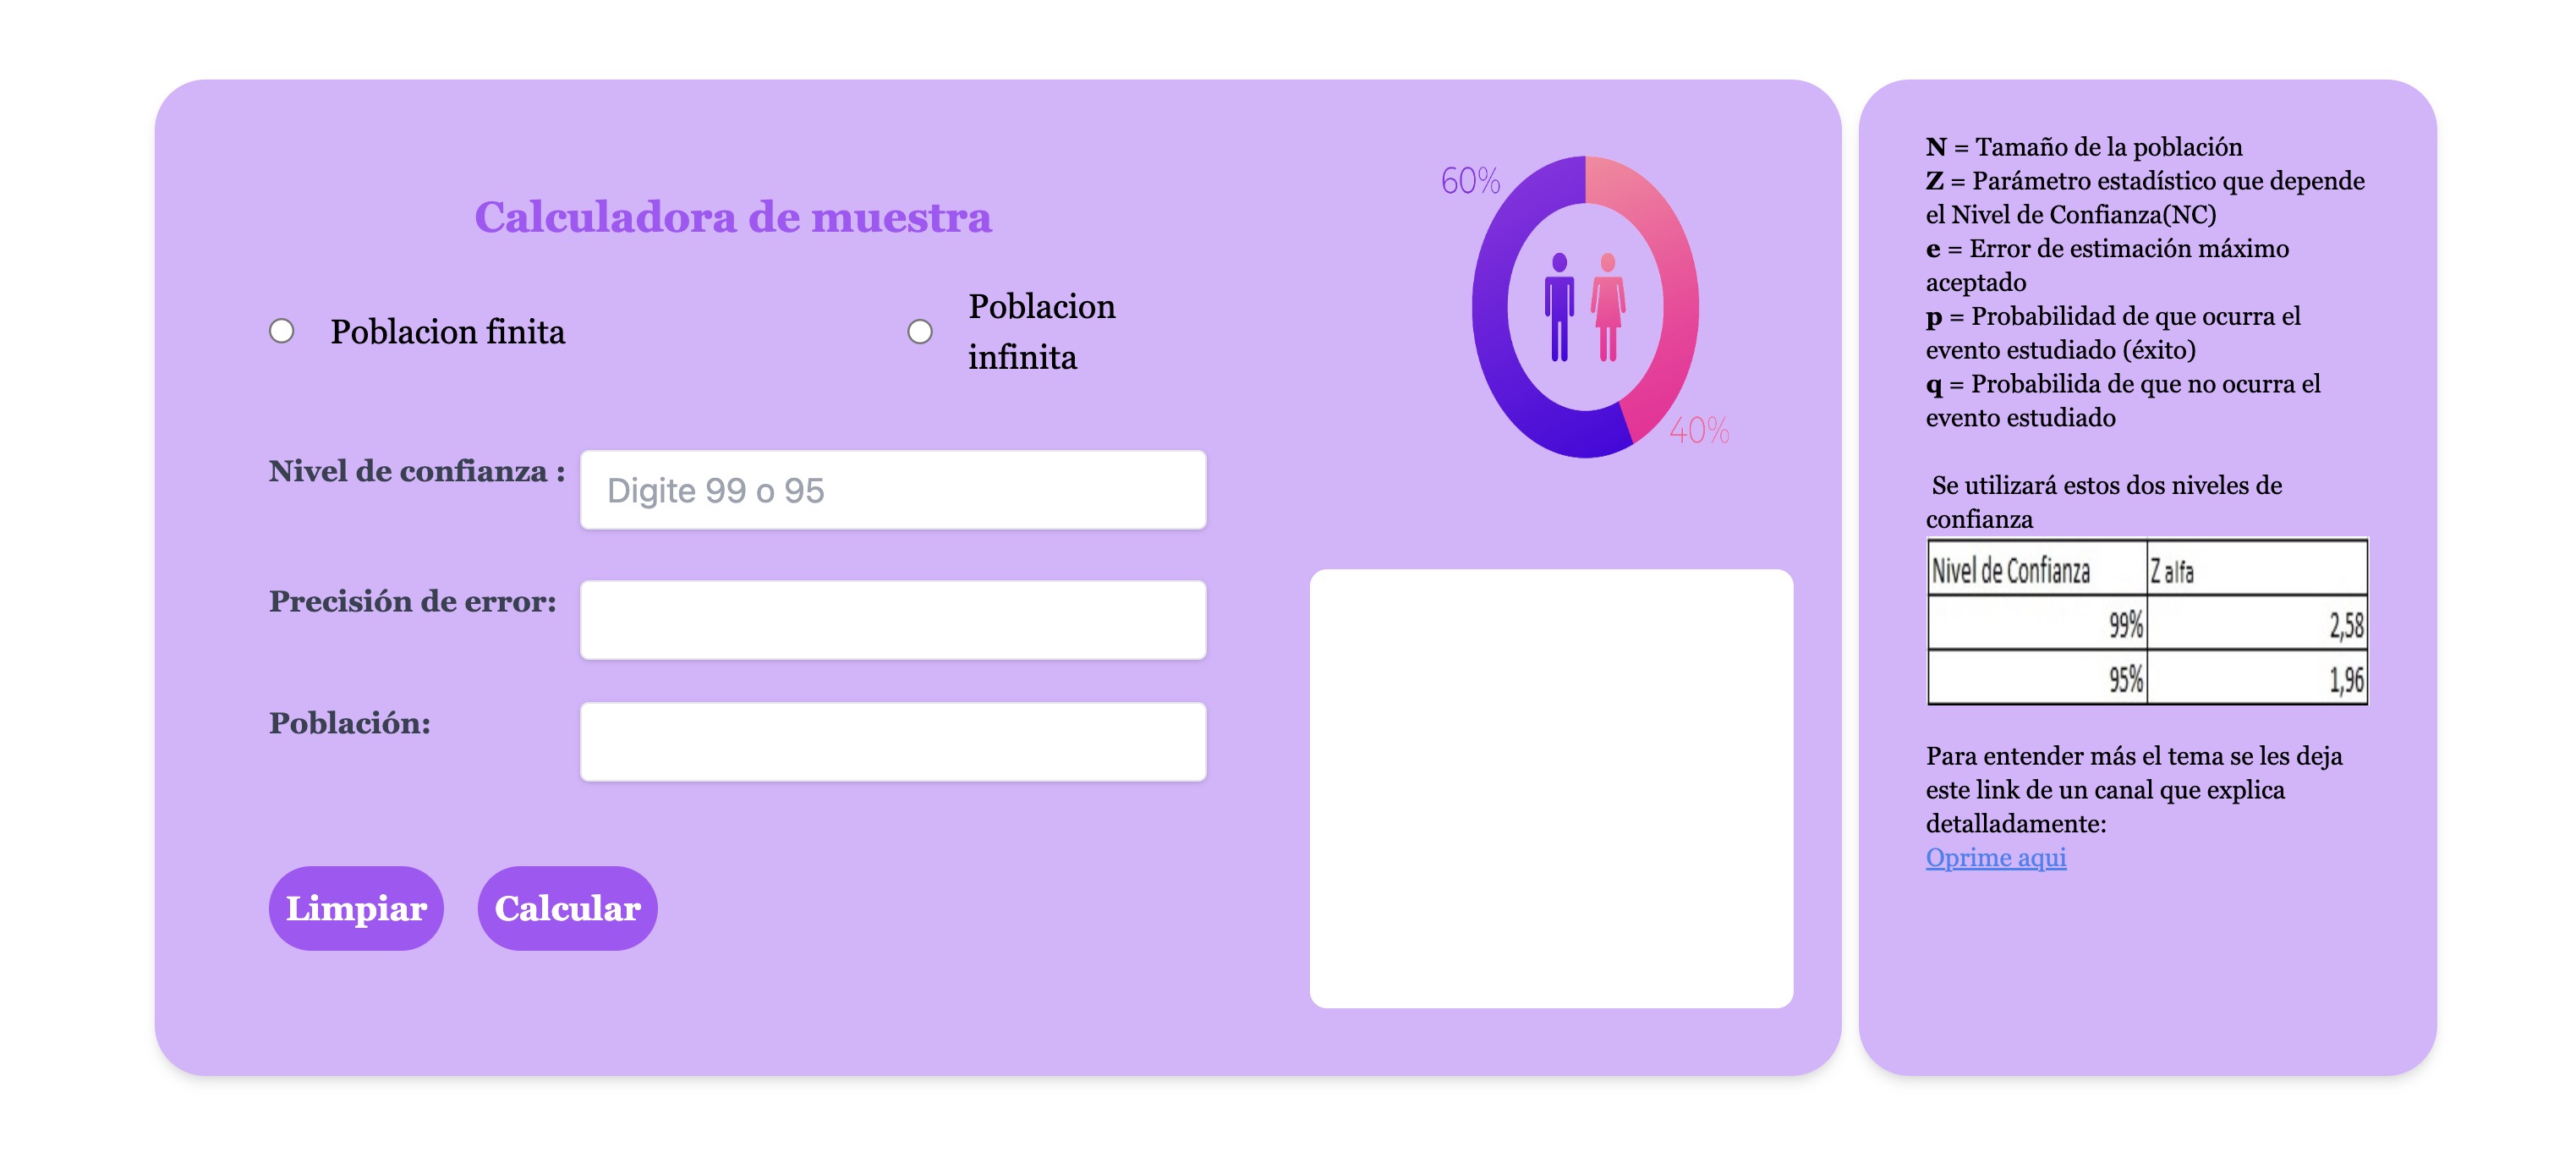 Calculadora de muestra
Poblacion finita
Poblacion
infinita
Nivel de confianza :
Digite 99 o 95
Precisión de error:
Población:
Limpiar
Calcular
60%
40%
N = Tamaño de la población
Z = Parámetro estadístico que depende
el Nivel de Confianza(NC)
e = Error de estimación máximo
aceptado
p = Probabilidad de que ocurra el
evento estudiado (éxito)
q = Probabilida de que no ocurra el
evento estudiado
Se utilizará estos dos niveles de
confianza
Nivel de Confianza Z alfa
99% 2,58
95% 1,96
Para entender más el tema se les deja
este link de un canal que explica
detalladamente:
Oprime aqui